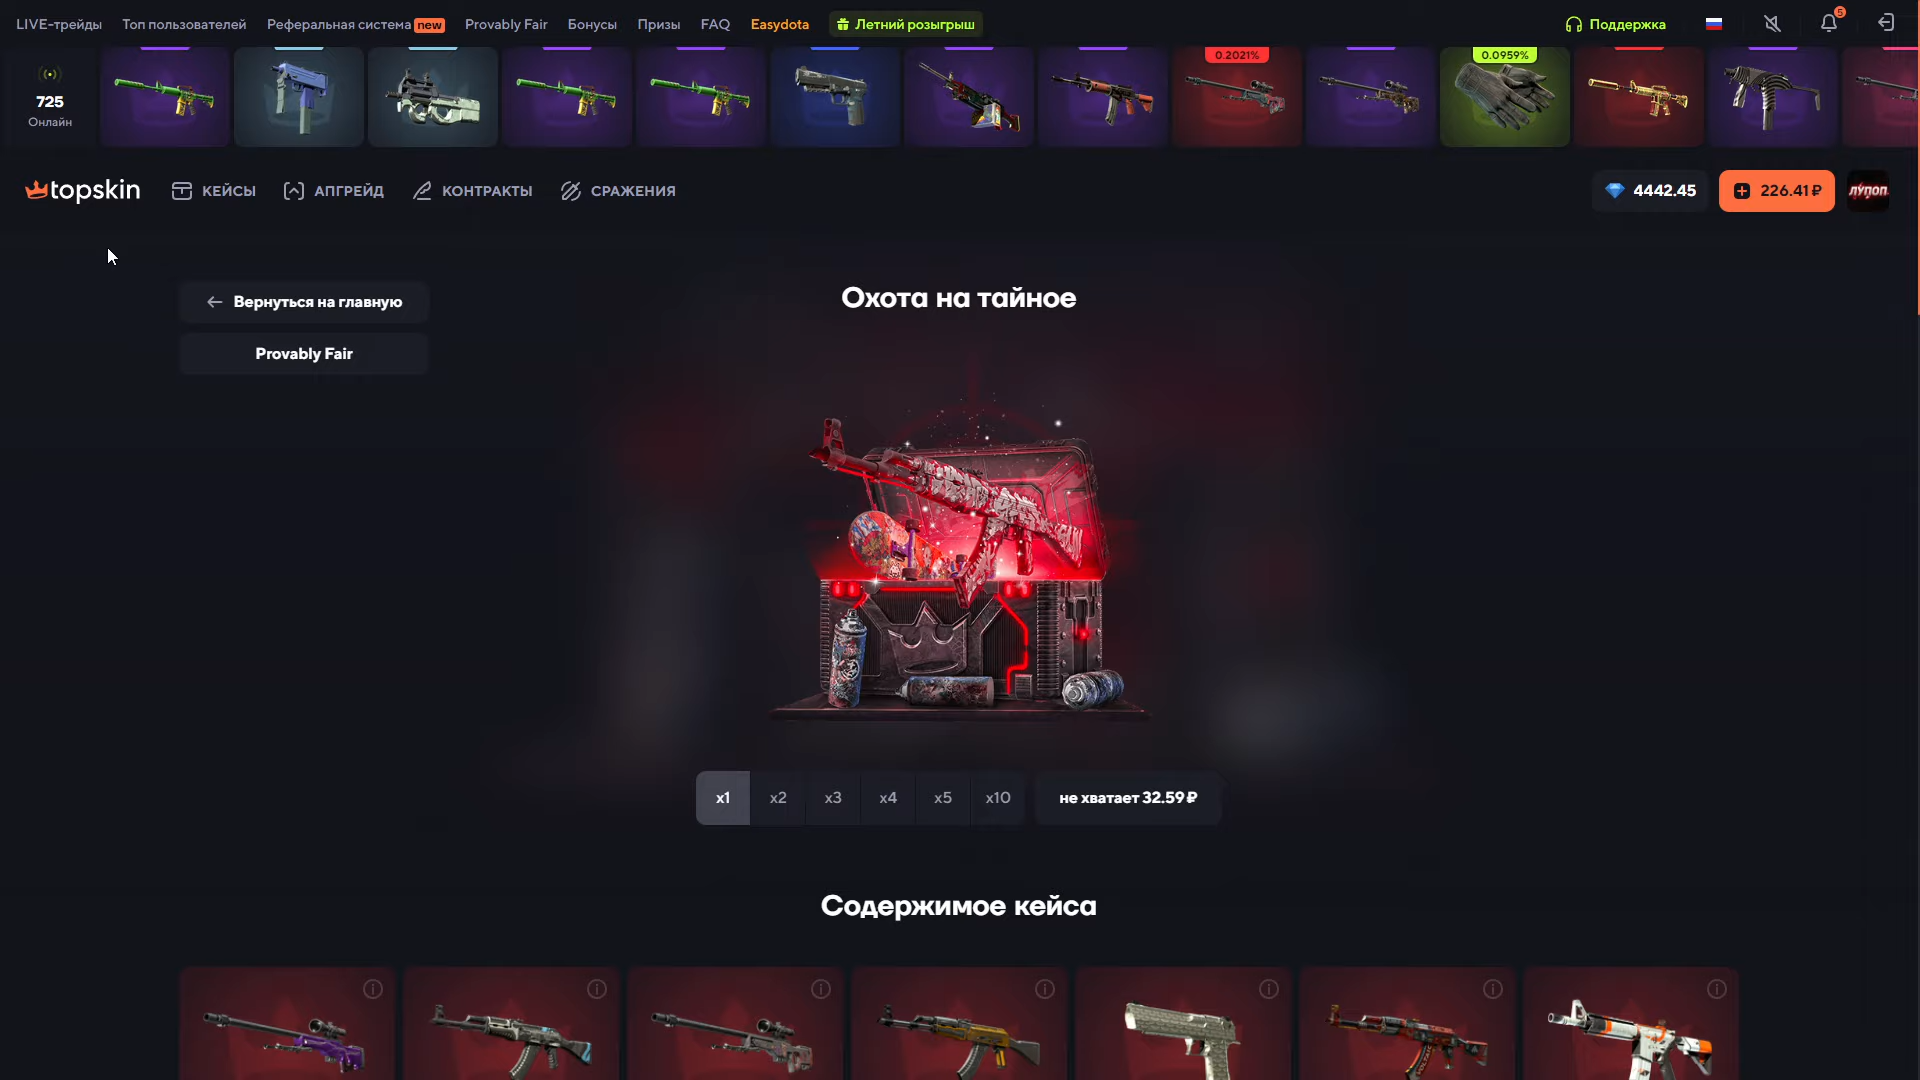 LIVE-трейды Топ пользователей Реферальная система new Provably Fair Бонусы Призы FAQ Easydota Летний розыгрыш Поддержка 5
0.2021% 0.0959%
725
Онлайн
topskin КЕЙСЫ АПГРЕЙД КОНТРАКТЫ СРАЖЕНИЯ 4442.45 226.41 ₽ ЛУПОП
Вернуться на главную
Охота на тайное
Provably Fair
x1 x2 x3 x4 x5 x10 не хватает 32.59 ₽
Содержимое кейса